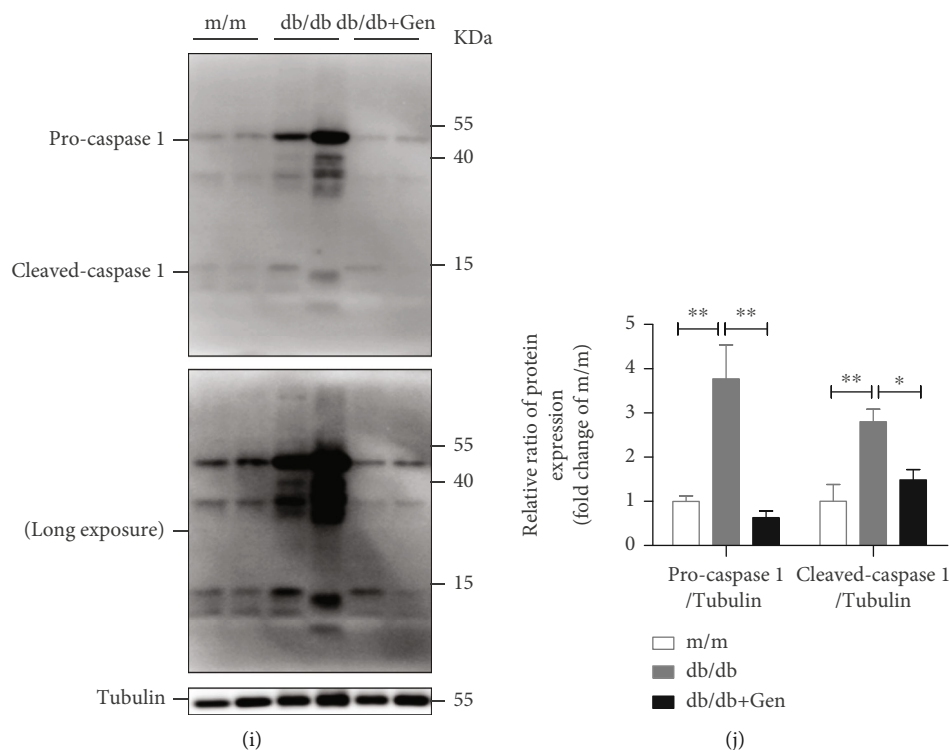 m/m db/db db/db+Gen
KDa
Pro-caspase 1
55
40
Cleaved-caspase 1
15
55
40
(Long exposure)
15
Tubulin
55
(i)
Relative ratio of protein
expression
(fold change of m/m)
5
4
3
2
1
0
** **
** *
Pro-caspase 1
/Tubulin
Cleaved-caspase 1
/Tubulin
m/m
db/db
db/db+Gen
(j)